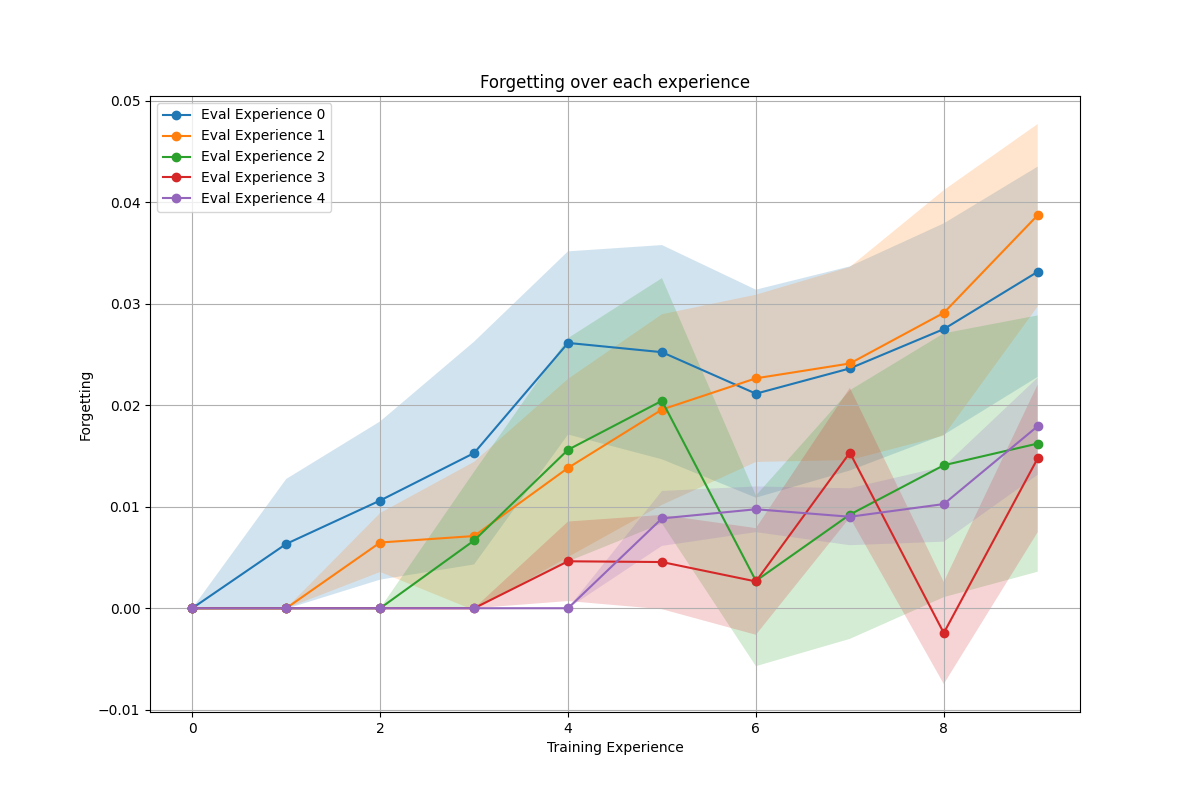 Forgetting over each experience
0.05
0.04
0.03
0.02
0.01
0.00
−0.01
Forgetting
Eval Experience 0
Eval Experience 1
Eval Experience 2
Eval Experience 3
Eval Experience 4
0 2 4 6 8
Training Experience